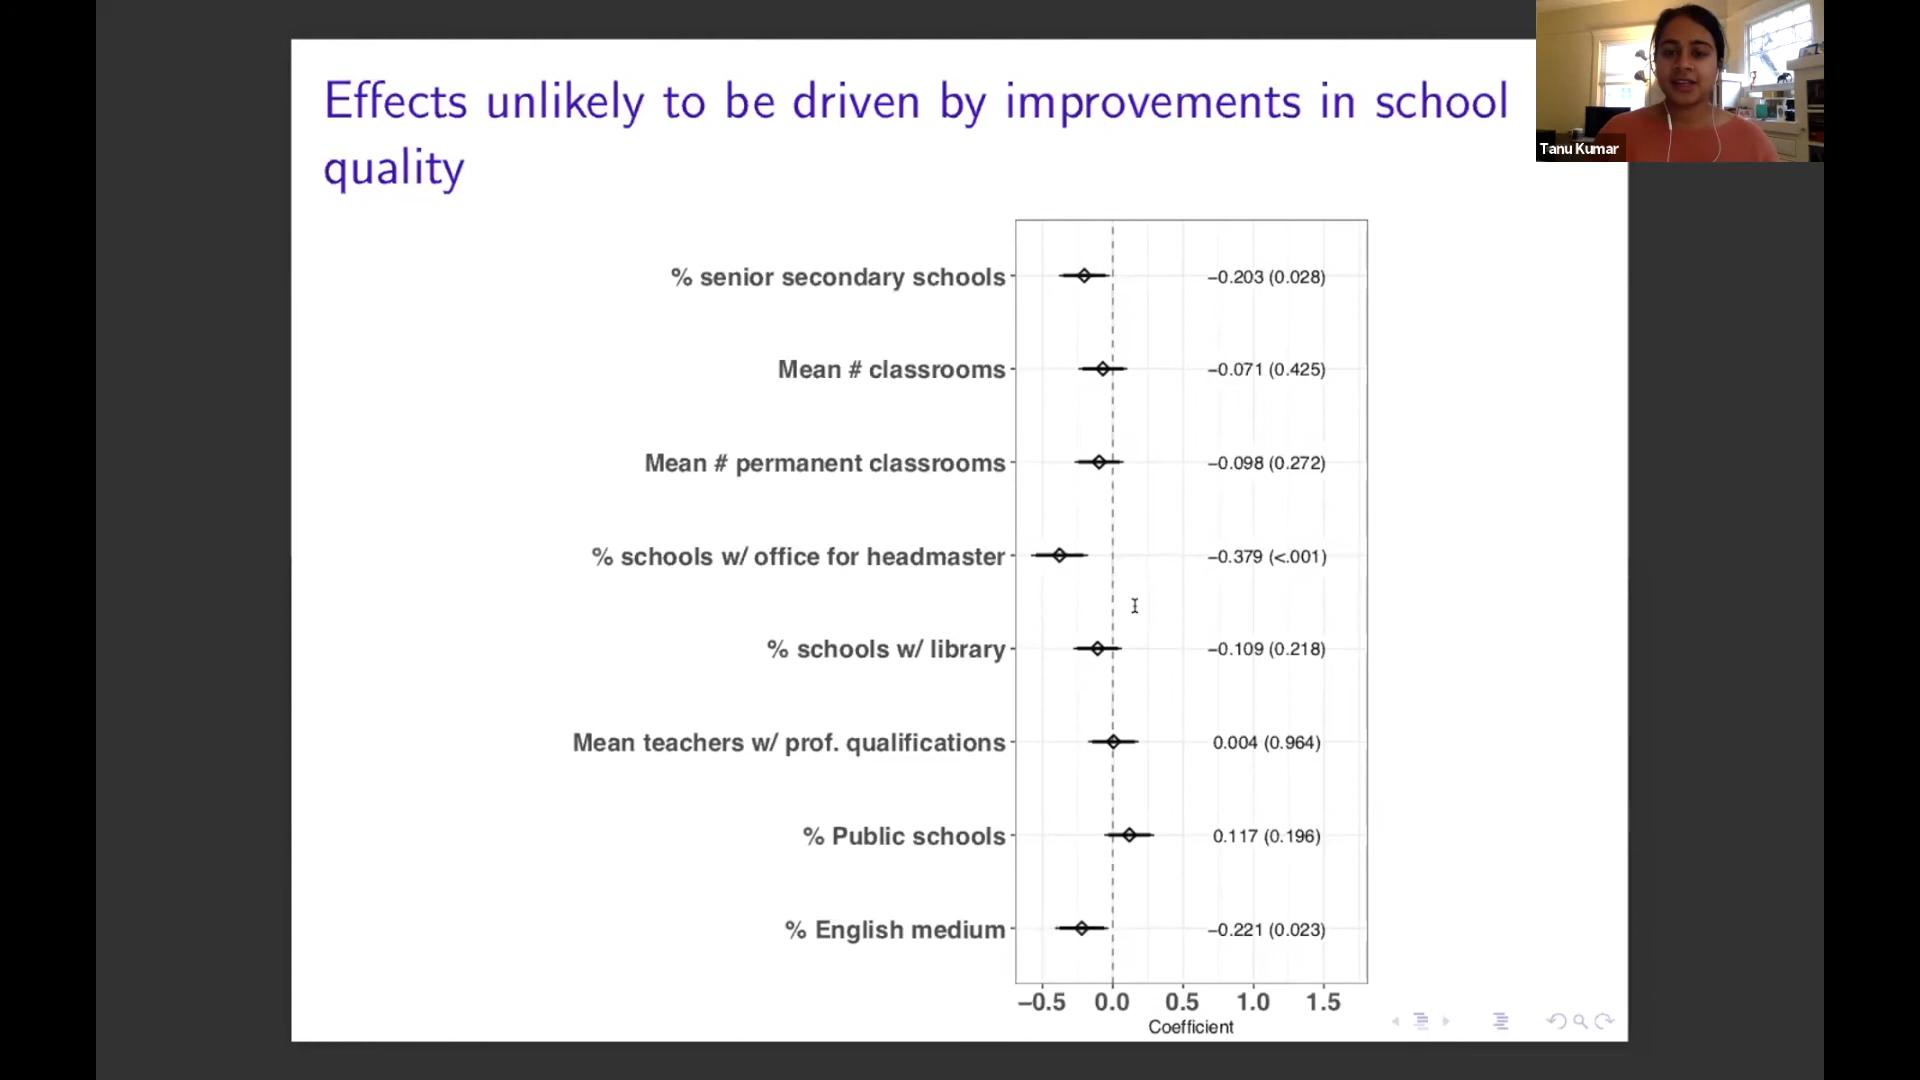 Effects unlikely to be driven by improvements in school
quality
Tanu Kumar
% senior secondary schools −0.203 (0.028)
Mean # classrooms −0.071 (0.425)
Mean # permanent classrooms −0.098 (0.272)
% schools w/ office for headmaster −0.379 (<.001)
% schools w/ library −0.109 (0.218)
Mean teachers w/ prof. qualifications 0.004 (0.964)
% Public schools 0.117 (0.196)
% English medium −0.221 (0.023)
−0.5 0.0 0.5 1.0 1.5
Coefficient